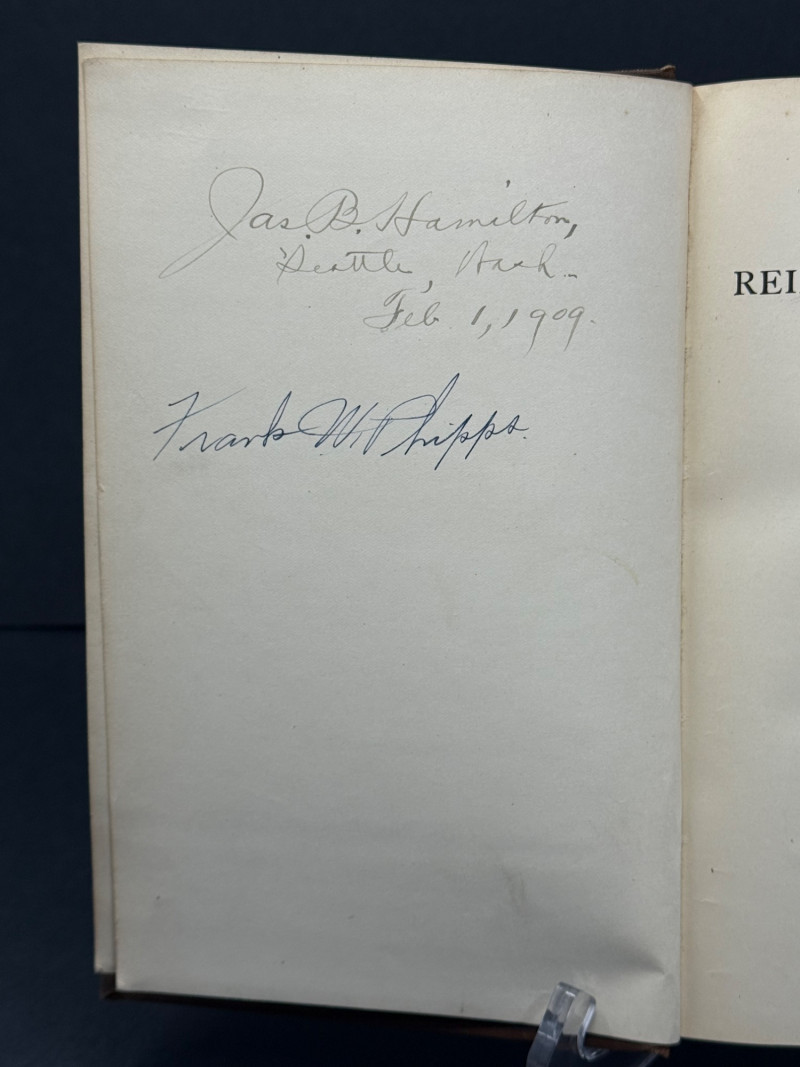 Jas. B. Hamilton,
Seattle, Wash.
Feb 1, 1909.
Frank W. Phipps.
REI